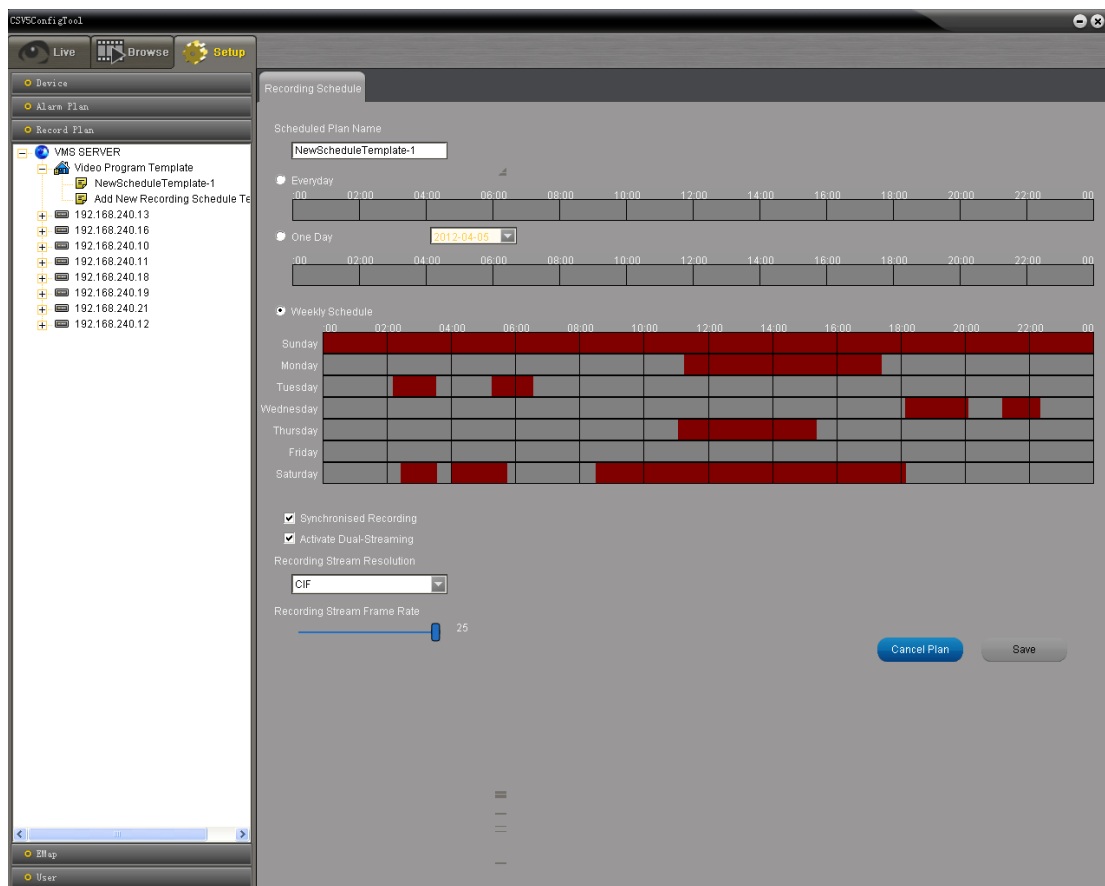 CSVSConfigTool
Live Browse Setup
Device
Alarm Plan
Record Plan
VMS SERVER
Video Program Template
NewScheduleTemplate-1
Add New Recording Schedule Te
192.168.240.13
192.168.240.16
192.168.240.10
192.168.240.11
192.168.240.18
192.168.240.19
192.168.240.21
192.168.240.12
EMap
User
Recording Schedule
Scheduled Plan Name
NewScheduleTemplate-1
Everyday
:00 02:00 04:00 06:00 08:00 10:00 12:00 14:00 16:00 18:00 20:00 22:00 00
One Day 2012-04-05
:00 02:00 04:00 06:00 08:00 10:00 12:00 14:00 16:00 18:00 20:00 22:00 00
Weekly Schedule
:00 02:00 04:00 06:00 08:00 10:00 12:00 14:00 16:00 18:00 20:00 22:00 00
Sunday
Monday
Tuesday
Wednesday
Thursday
Friday
Saturday
Synchronised Recording
Activate Dual-Streaming
Recording Stream Resolution
CIF
Recording Stream Frame Rate
25
Cancel Plan Save